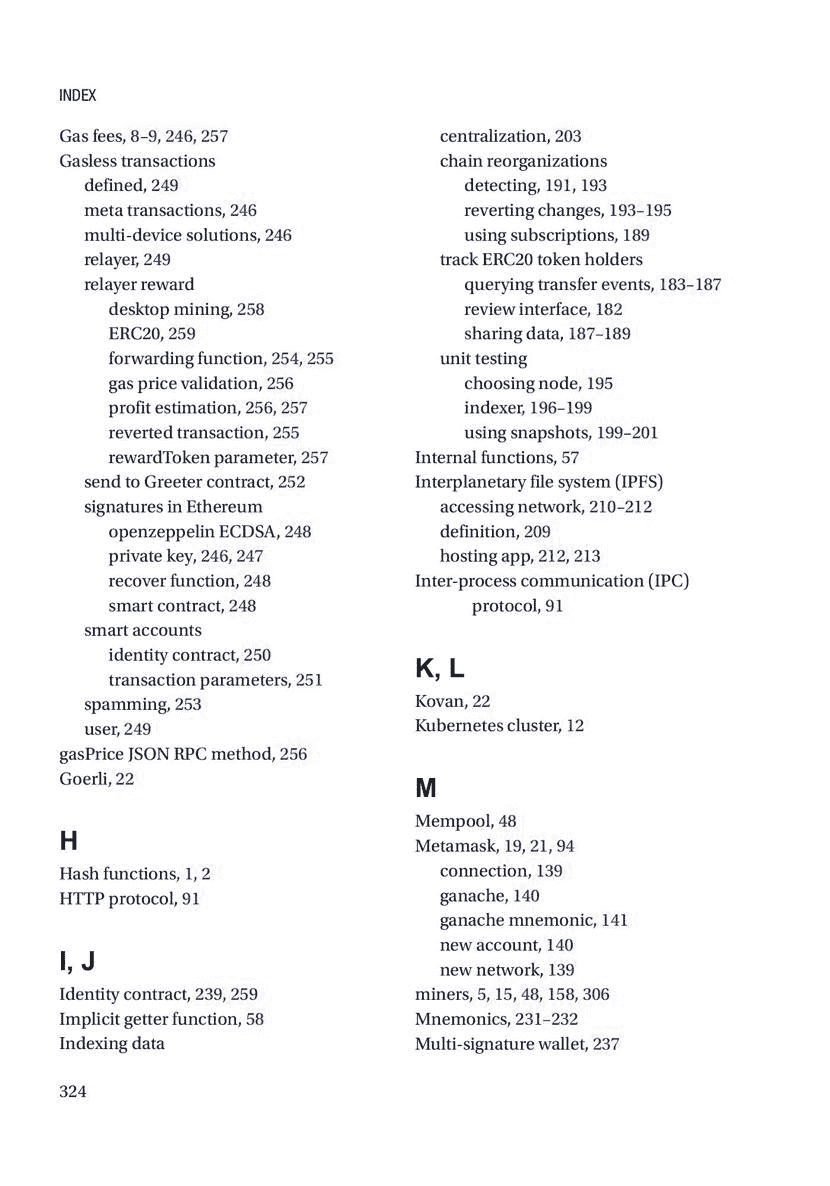 INDEX
Gas fees, 8–9, 246, 257
Gasless transactions
defined, 249
meta transactions, 246
multi-device solutions, 246
relayer, 249
relayer reward
desktop mining, 258
ERC20, 259
forwarding function, 254, 255
gas price validation, 256
profit estimation, 256, 257
reverted transaction, 255
rewardToken parameter, 257
send to Greeter contract, 252
signatures in Ethereum
openzeppelin ECDSA, 248
private key, 246, 247
recover function, 248
smart contract, 248
smart accounts
identity contract, 250
transaction parameters, 251
spamming, 253
user, 249
gasPrice JSON RPC method, 256
Goerli, 22
H
Hash functions, 1, 2
HTTP protocol, 91
I, J
Identity contract, 239, 259
Implicit getter function, 58
Indexing data
centralization, 203
chain reorganizations
detecting, 191, 193
reverting changes, 193–195
using subscriptions, 189
track ERC20 token holders
querying transfer events, 183–187
review interface, 182
sharing data, 187–189
unit testing
choosing node, 195
indexer, 196–199
using snapshots, 199–201
Internal functions, 57
Interplanetary file system (IPFS)
accessing network, 210–212
definition, 209
hosting app, 212, 213
Inter-process communication (IPC)
protocol, 91
K, L
Kovan, 22
Kubernetes cluster, 12
M
Mempool, 48
Metamask, 19, 21, 94
connection, 139
ganache, 140
ganache mnemonic, 141
new account, 140
new network, 139
miners, 5, 15, 48, 158, 306
Mnemonics, 231–232
Multi-signature wallet, 237
324